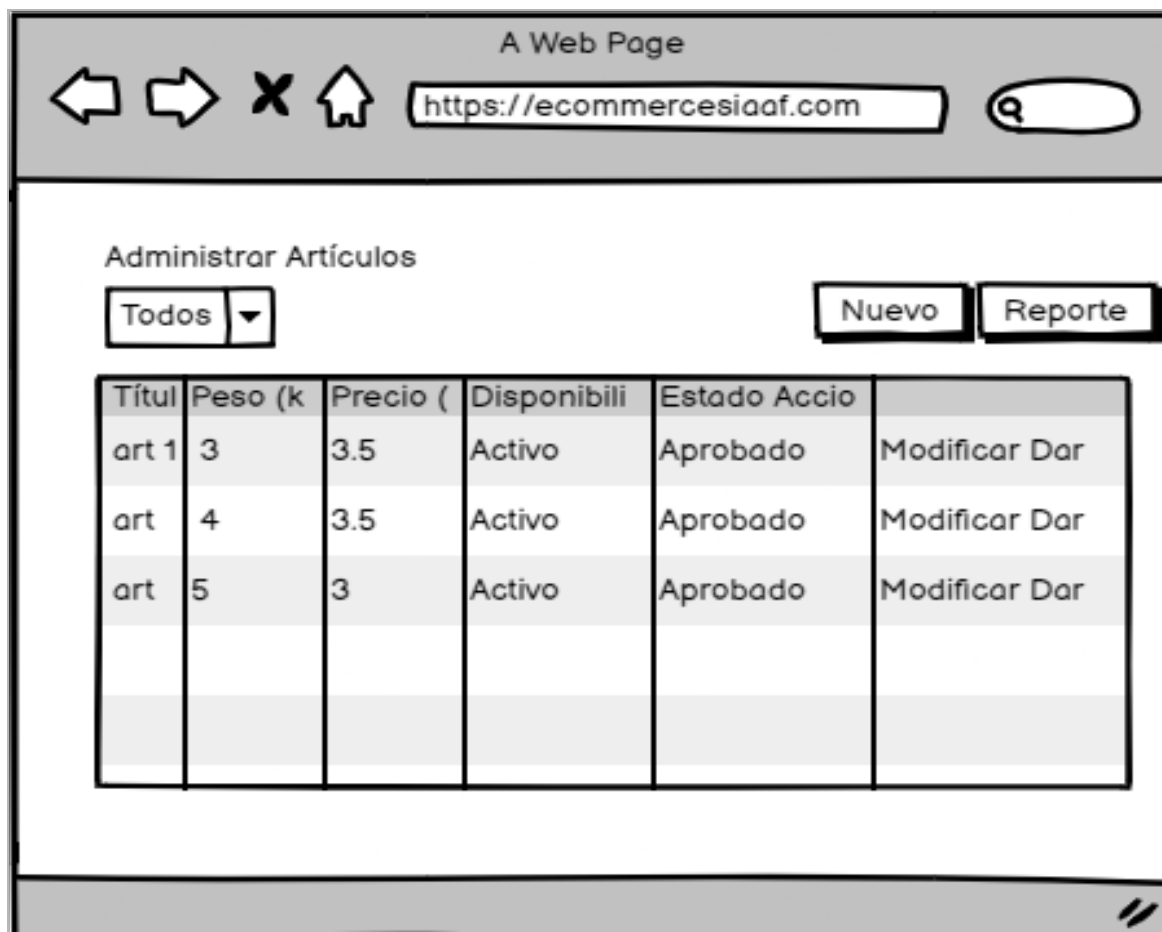 A Web Page
https://ecommercesiaaf.com
Administrar Artículos
Todos
Nuevo Reporte
Títul Peso (k Precio ( Disponibili Estado Accio
art 1 3 3.5 Activo Aprobado Modificar Dar
art 4 3.5 Activo Aprobado Modificar Dar
art 5 3 Activo Aprobado Modificar Dar